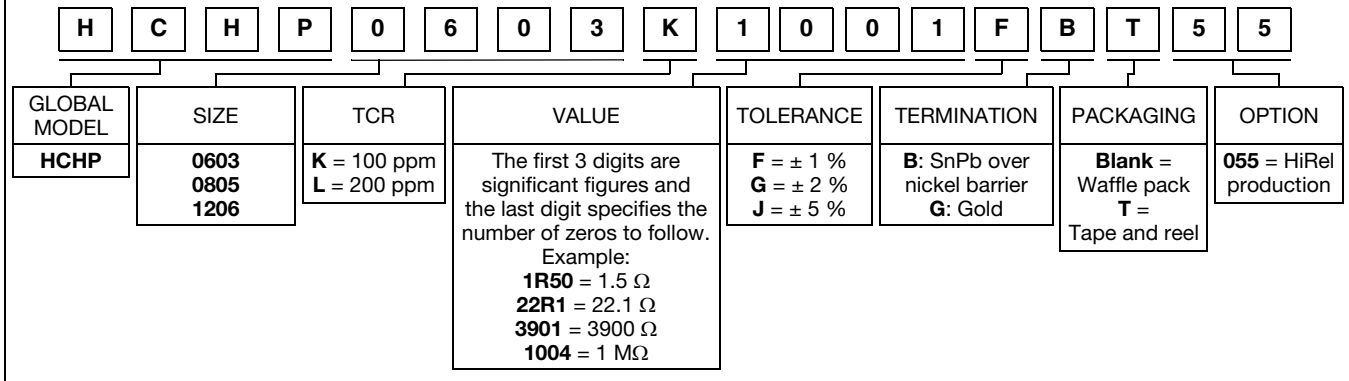 H C H P 0 6 0 3 K 1 0 0 1 F B T 5 5
GLOBAL
MODEL
HCHP
SIZE
0603
0805
1206
TCR
K = 100 ppm
L = 200 ppm
VALUE
The first 3 digits are
significant figures and
the last digit specifies the
number of zeros to follow.
Example:
1R50 = 1.5 Ω
22R1 = 22.1 Ω
3901 = 3900 Ω
1004 = 1 MΩ
TOLERANCE
F = ± 1 %
G = ± 2 %
J = ± 5 %
TERMINATION
B: SnPb over
nickel barrier
G: Gold
PACKAGING
Blank =
Waffle pack
T =
Tape and reel
OPTION
055 = HiRel
production